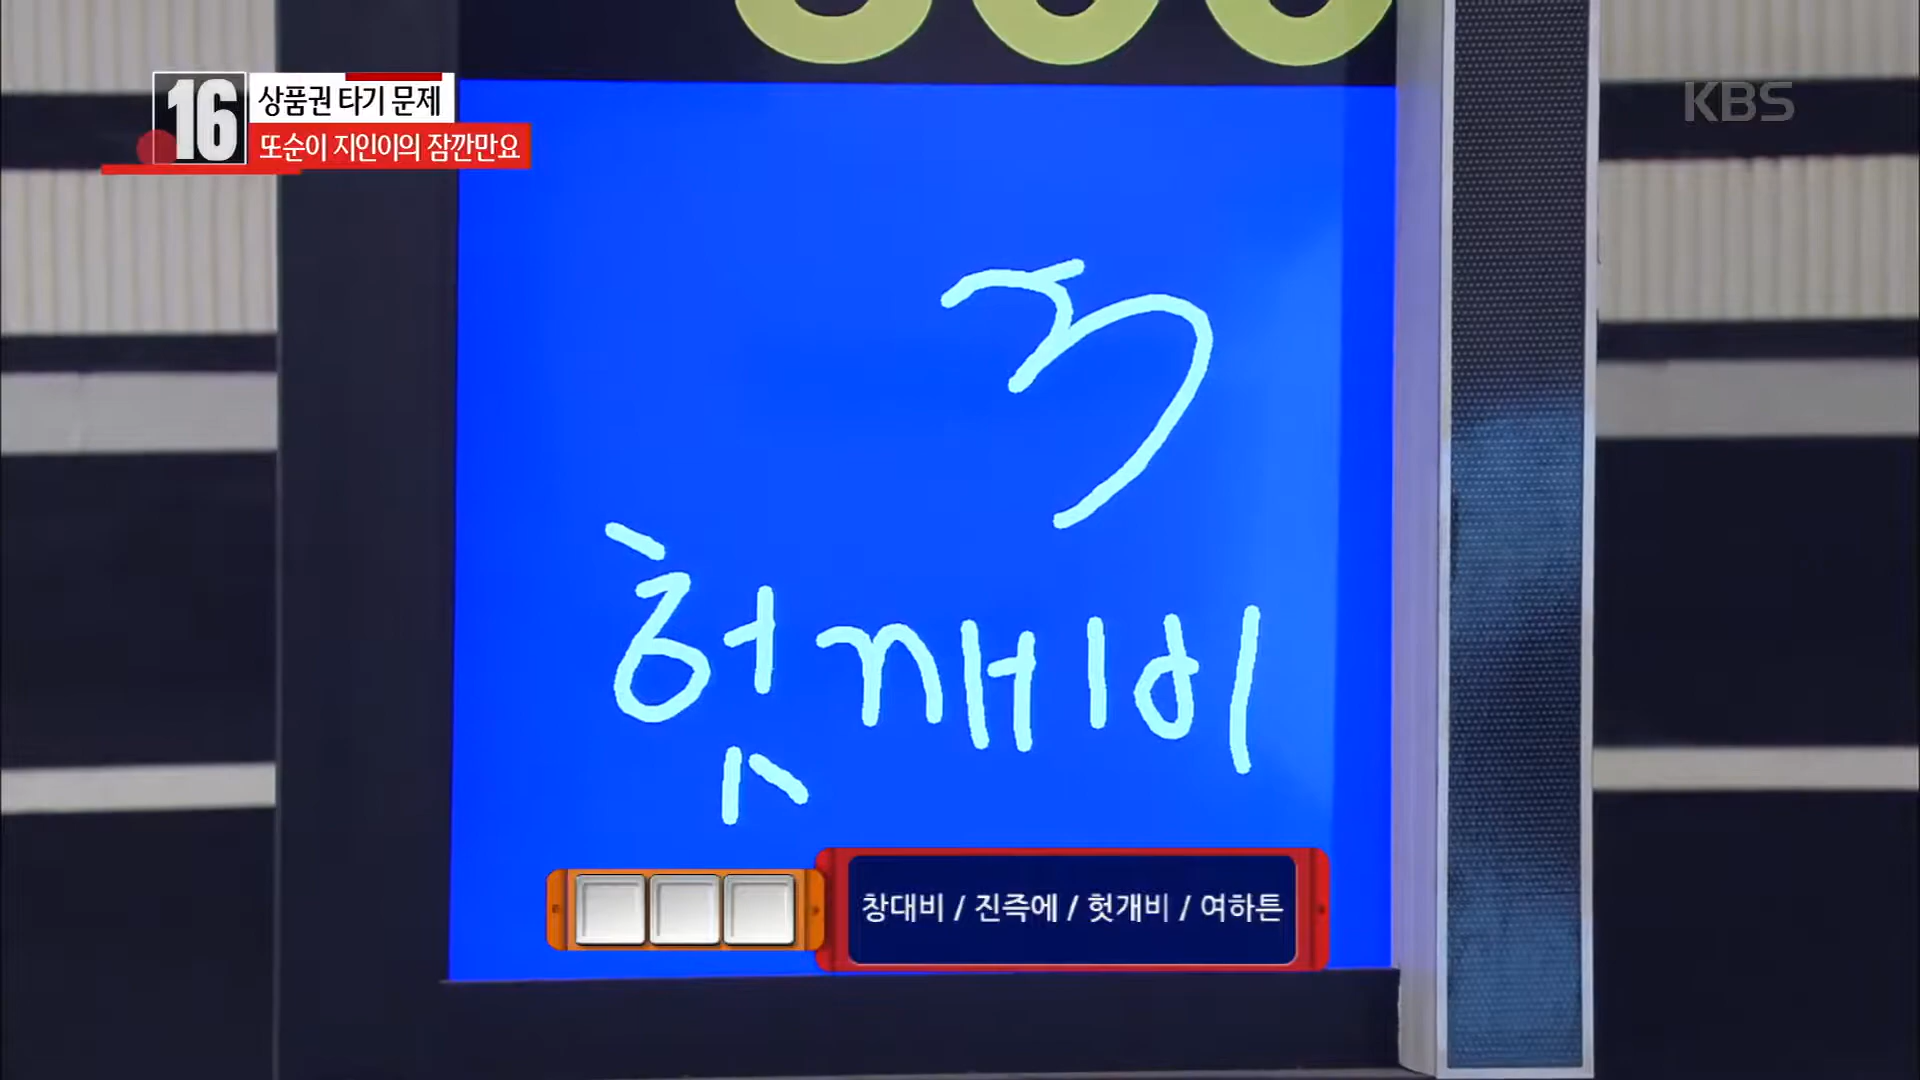 16
상품권 타기 문제
또순이 지인이의 잠깐만요
KBS
3
헛깨비
창대비 / 진즉에 / 헛개비 / 여하튼